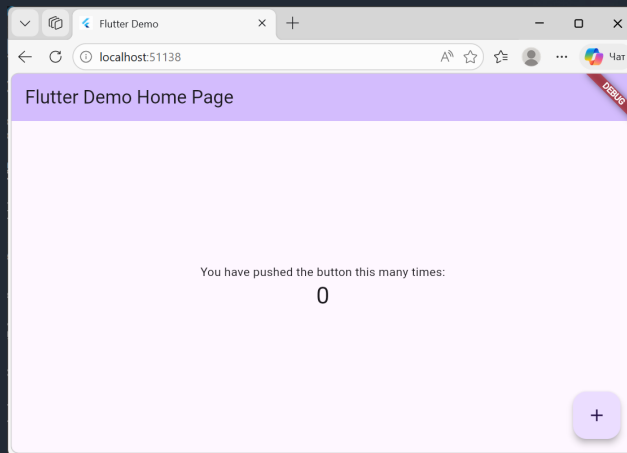 Flutter Demo
localhost:51138
Чат
Flutter Demo Home Page
DEBUG
You have pushed the button this many times:
0